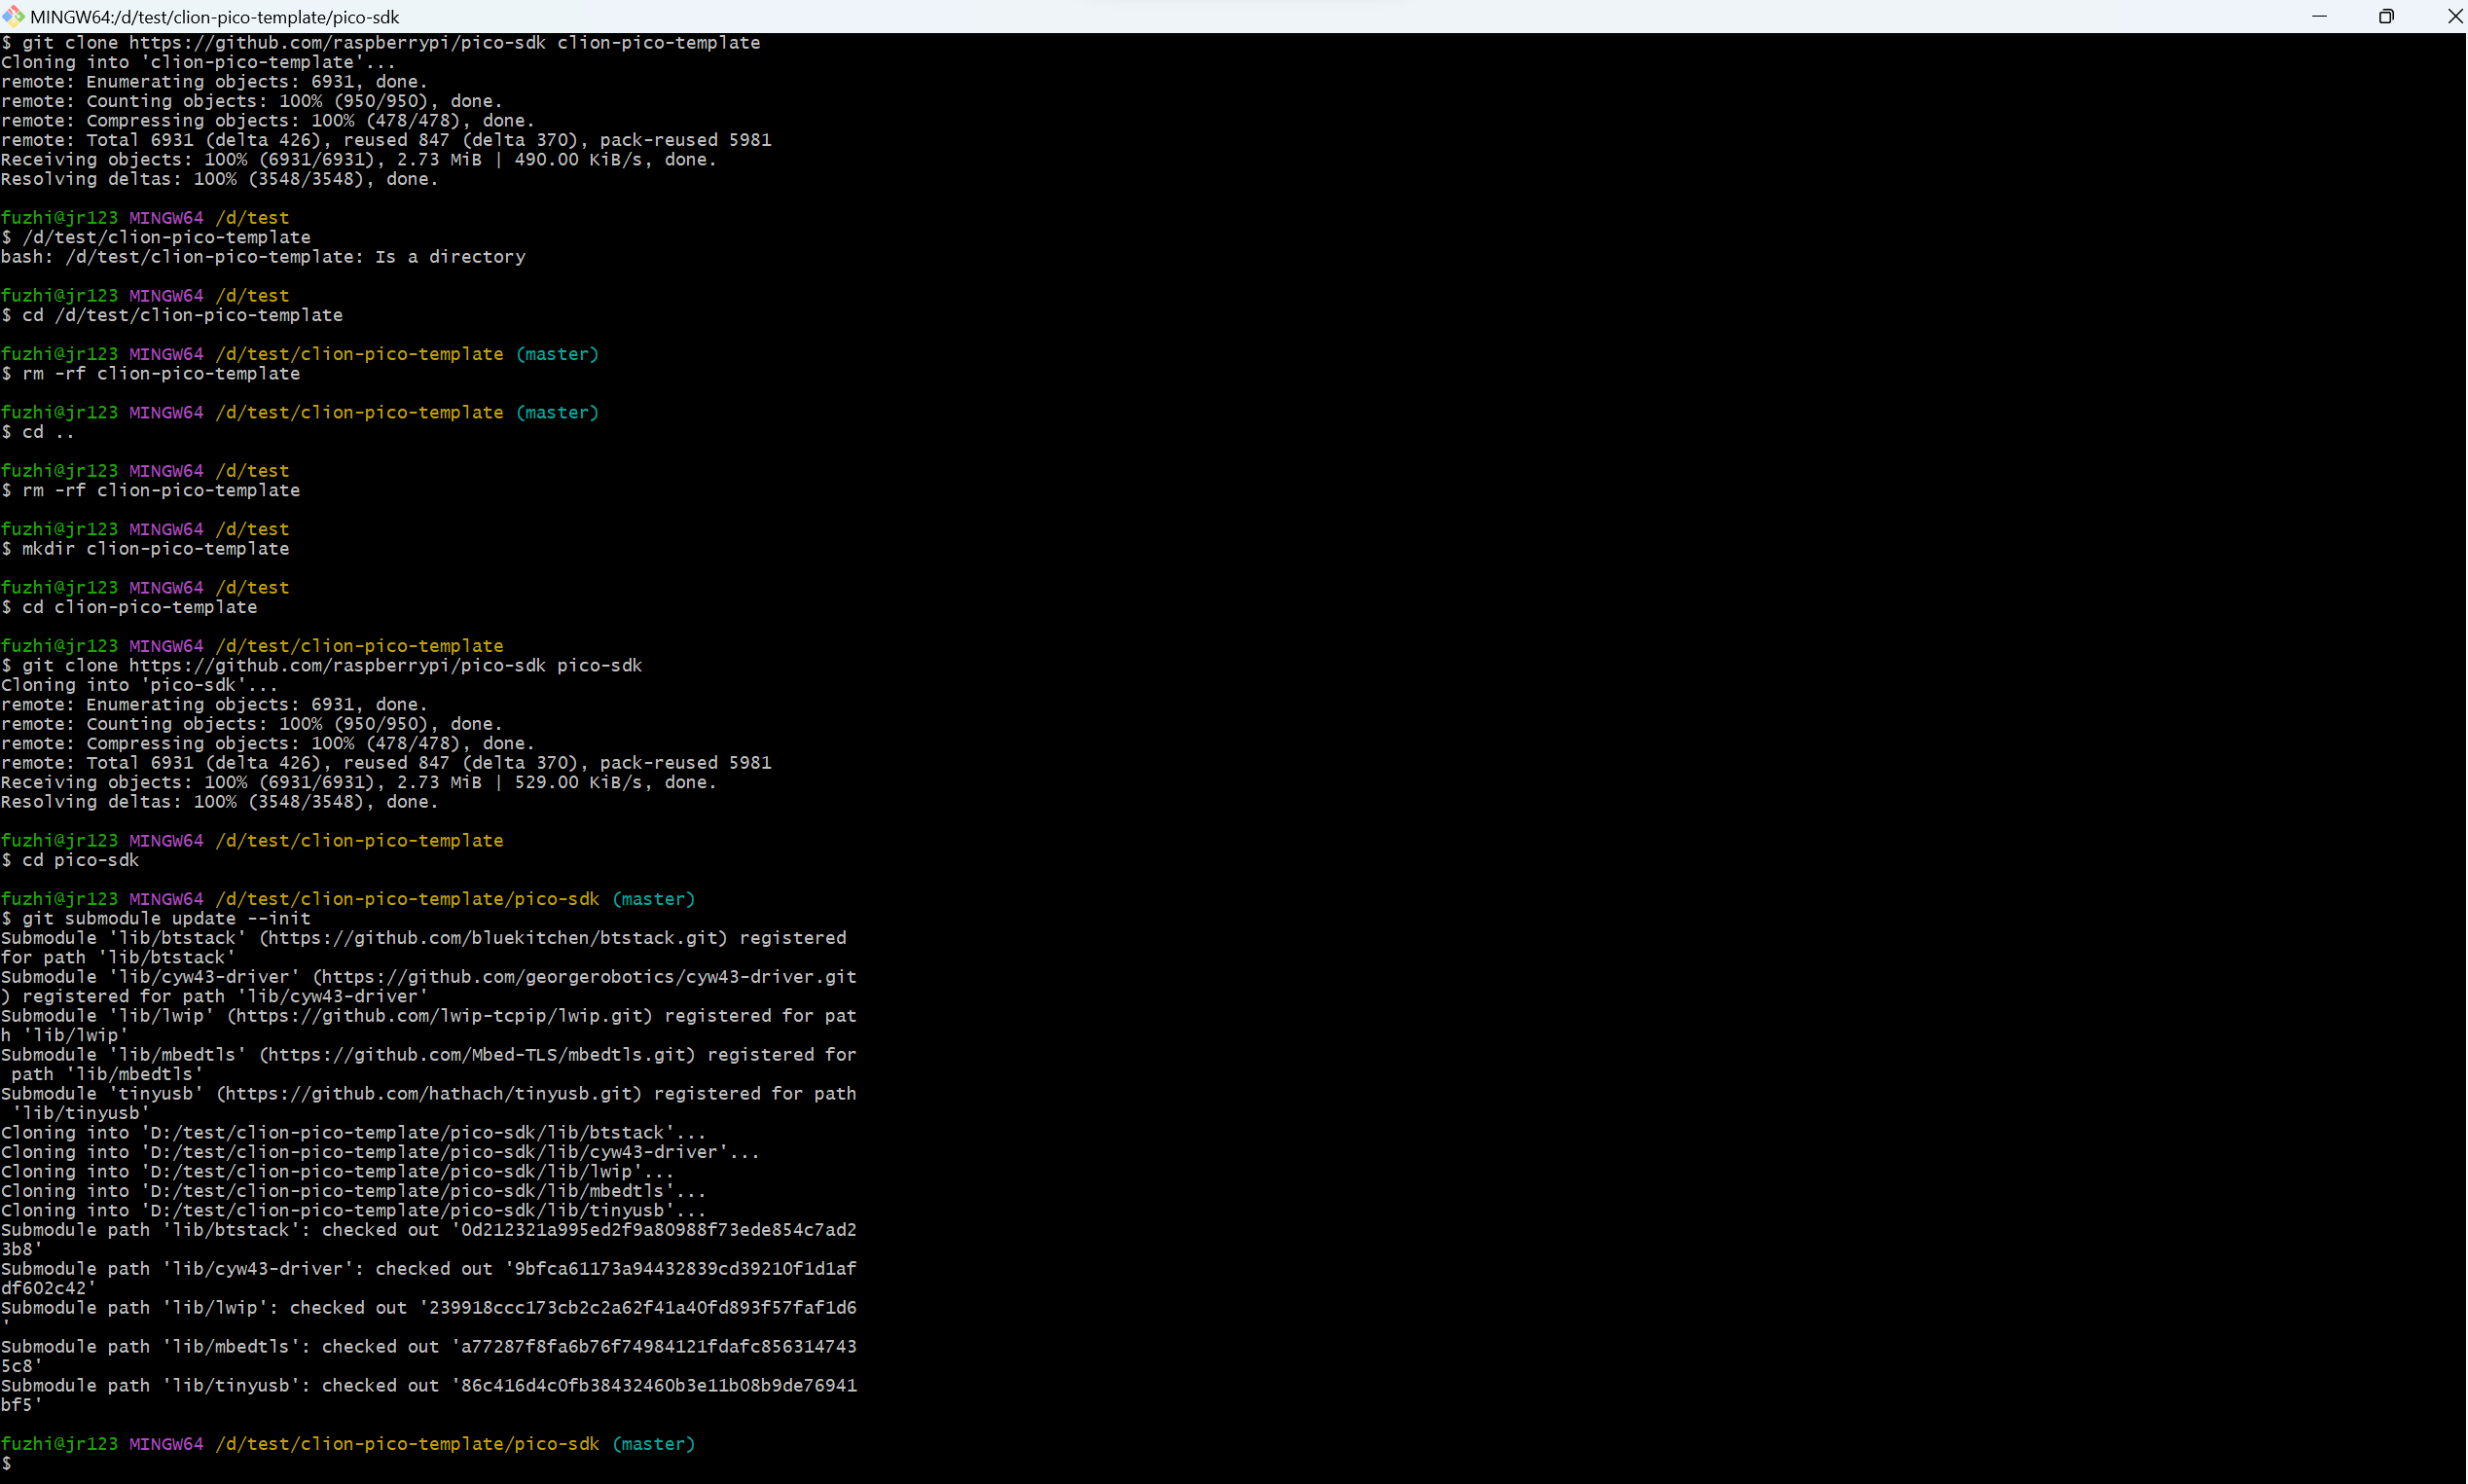 MINGW64:/d/test/clion-pico-template/pico-sdk
$ git clone https://github.com/raspberrypi/pico-sdk clion-pico-template
Cloning into 'clion-pico-template'...
remote: Enumerating objects: 6931, done.
remote: Counting objects: 100% (950/950), done.
remote: Compressing objects: 100% (478/478), done.
remote: Total 6931 (delta 426), reused 847 (delta 370), pack-reused 5981
Receiving objects: 100% (6931/6931), 2.73 MiB | 490.00 KiB/s, done.
Resolving deltas: 100% (3548/3548), done.
fuzhi@jr123 MINGW64 /d/test
$ /d/test/clion-pico-template
bash: /d/test/clion-pico-template: Is a directory
fuzhi@jr123 MINGW64 /d/test
$ cd /d/test/clion-pico-template
fuzhi@jr123 MINGW64 /d/test/clion-pico-template (master)
$ rm -rf clion-pico-template
fuzhi@jr123 MINGW64 /d/test/clion-pico-template (master)
$ cd ..
fuzhi@jr123 MINGW64 /d/test
$ rm -rf clion-pico-template
fuzhi@jr123 MINGW64 /d/test
$ mkdir clion-pico-template
fuzhi@jr123 MINGW64 /d/test
$ cd clion-pico-template
fuzhi@jr123 MINGW64 /d/test/clion-pico-template
$ git clone https://github.com/raspberrypi/pico-sdk pico-sdk
Cloning into 'pico-sdk'...
remote: Enumerating objects: 6931, done.
remote: Counting objects: 100% (950/950), done.
remote: Compressing objects: 100% (478/478), done.
remote: Total 6931 (delta 426), reused 847 (delta 370), pack-reused 5981
Receiving objects: 100% (6931/6931), 2.73 MiB | 529.00 KiB/s, done.
Resolving deltas: 100% (3548/3548), done.
fuzhi@jr123 MINGW64 /d/test/clion-pico-template
$ cd pico-sdk
fuzhi@jr123 MINGW64 /d/test/clion-pico-template/pico-sdk (master)
$ git submodule update --init
Submodule 'lib/btstack' (https://github.com/bluekitchen/btstack.git) registered
for path 'lib/btstack'
Submodule 'lib/cyw43-driver' (https://github.com/georgerobotics/cyw43-driver.git
) registered for path 'lib/cyw43-driver'
Submodule 'lib/lwip' (https://github.com/lwip-tcpip/lwip.git) registered for pat
h 'lib/lwip'
Submodule 'lib/mbedtls' (https://github.com/Mbed-TLS/mbedtls.git) registered for
 path 'lib/mbedtls'
Submodule 'tinyusb' (https://github.com/hathach/tinyusb.git) registered for path
 'lib/tinyusb'
Cloning into 'D:/test/clion-pico-template/pico-sdk/lib/btstack'...
Cloning into 'D:/test/clion-pico-template/pico-sdk/lib/cyw43-driver'...
Cloning into 'D:/test/clion-pico-template/pico-sdk/lib/lwip'...
Cloning into 'D:/test/clion-pico-template/pico-sdk/lib/mbedtls'...
Cloning into 'D:/test/clion-pico-template/pico-sdk/lib/tinyusb'...
Submodule path 'lib/btstack': checked out '0d212321a995ed2f9a80988f73ede854c7ad2
3b8'
Submodule path 'lib/cyw43-driver': checked out '9bfca61173a94432839cd39210f1d1af
df602c42'
Submodule path 'lib/lwip': checked out '239918ccc173cb2c2a62f41a40fd893f57faf1d6
'
Submodule path 'lib/mbedtls': checked out 'a77287f8fa6b76f74984121fdafc856314743
5c8'
Submodule path 'lib/tinyusb': checked out '86c416d4c0fb38432460b3e11b08b9de76941
bf5'
fuzhi@jr123 MINGW64 /d/test/clion-pico-template/pico-sdk (master)
$